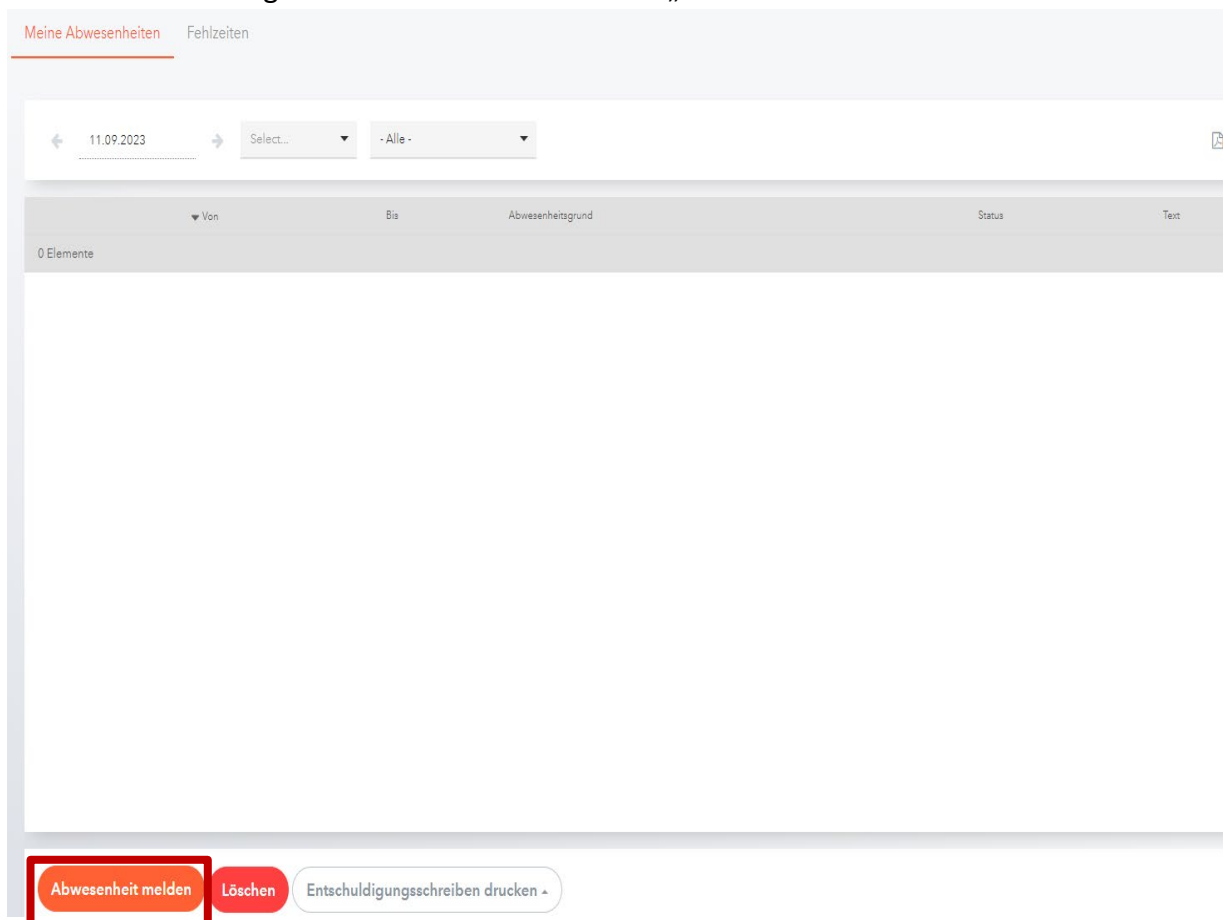 Meine Abwesenheiten Fehlzeiten
11.09.2023 Select... - Alle -
Von Bis Abwesenheitsgrund Status Text
0 Elemente
Abwesenheit melden Löschen Entschuldigungsschreiben drucken